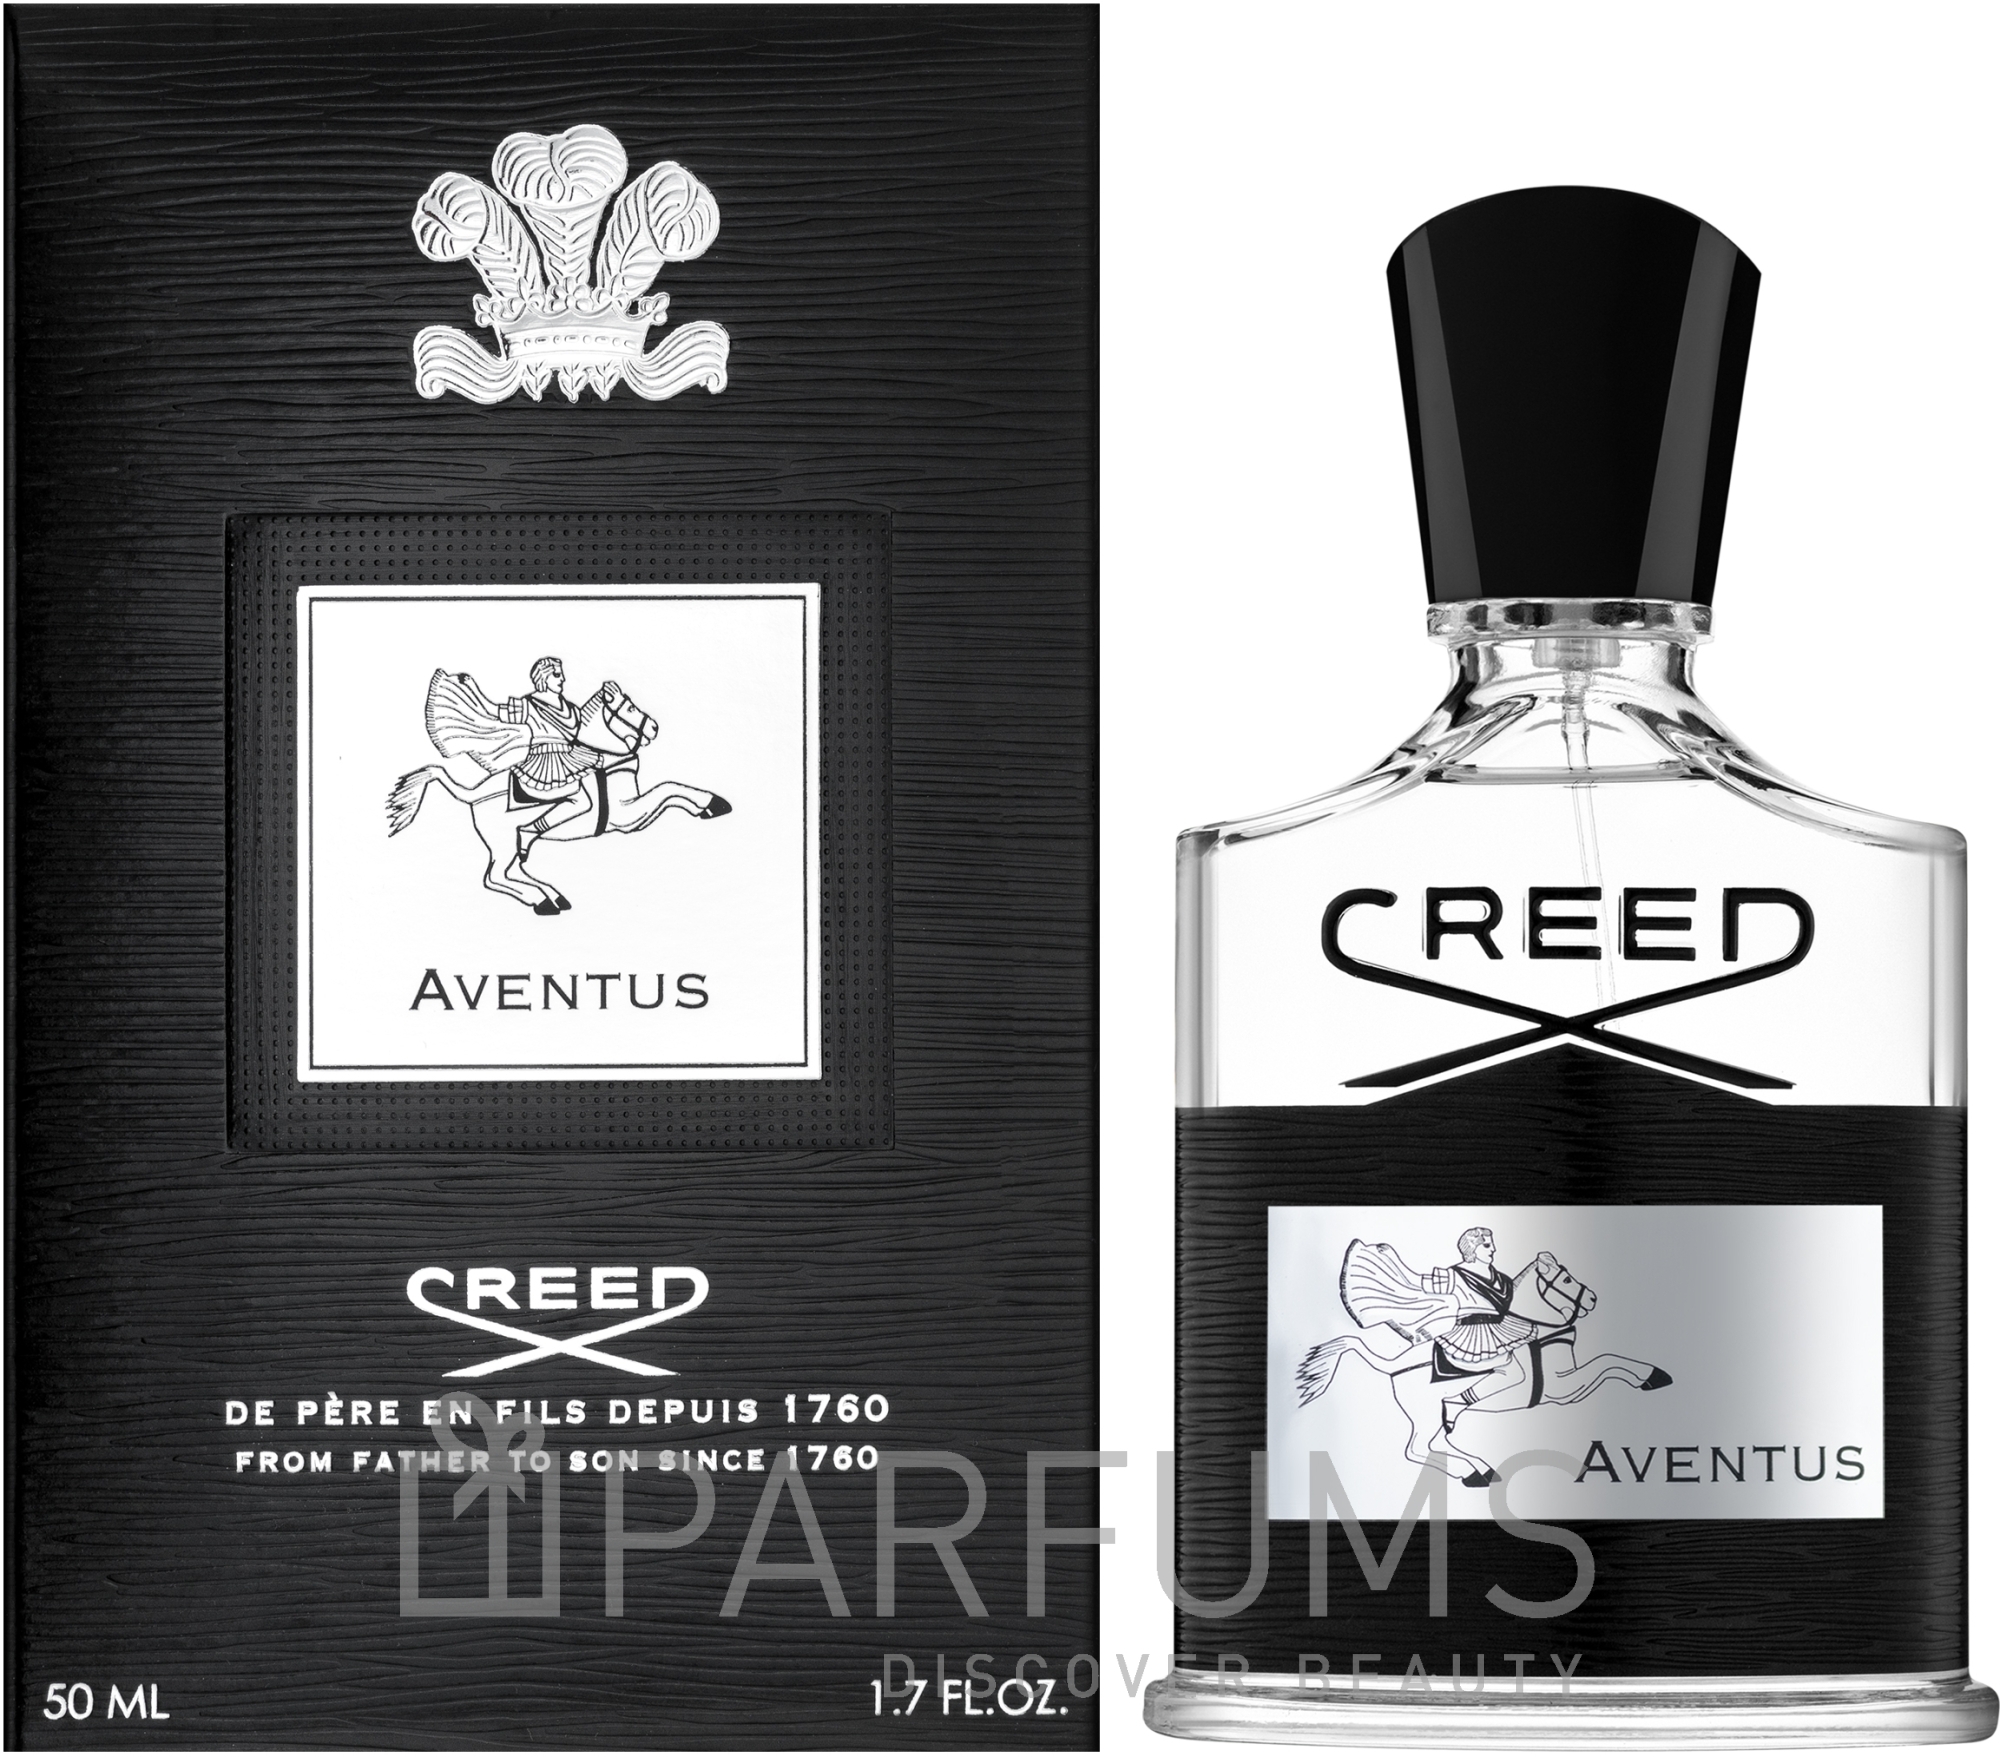 AVENTUS
CREED
DE PÈRE EN FILS DEPUIS 1760
FROM FATHER TO SON SINCE 1760
50 ML
1.7 FL.OZ.
CREED
AVENTUS
PARFUMS
DISCOVER BEAUTY